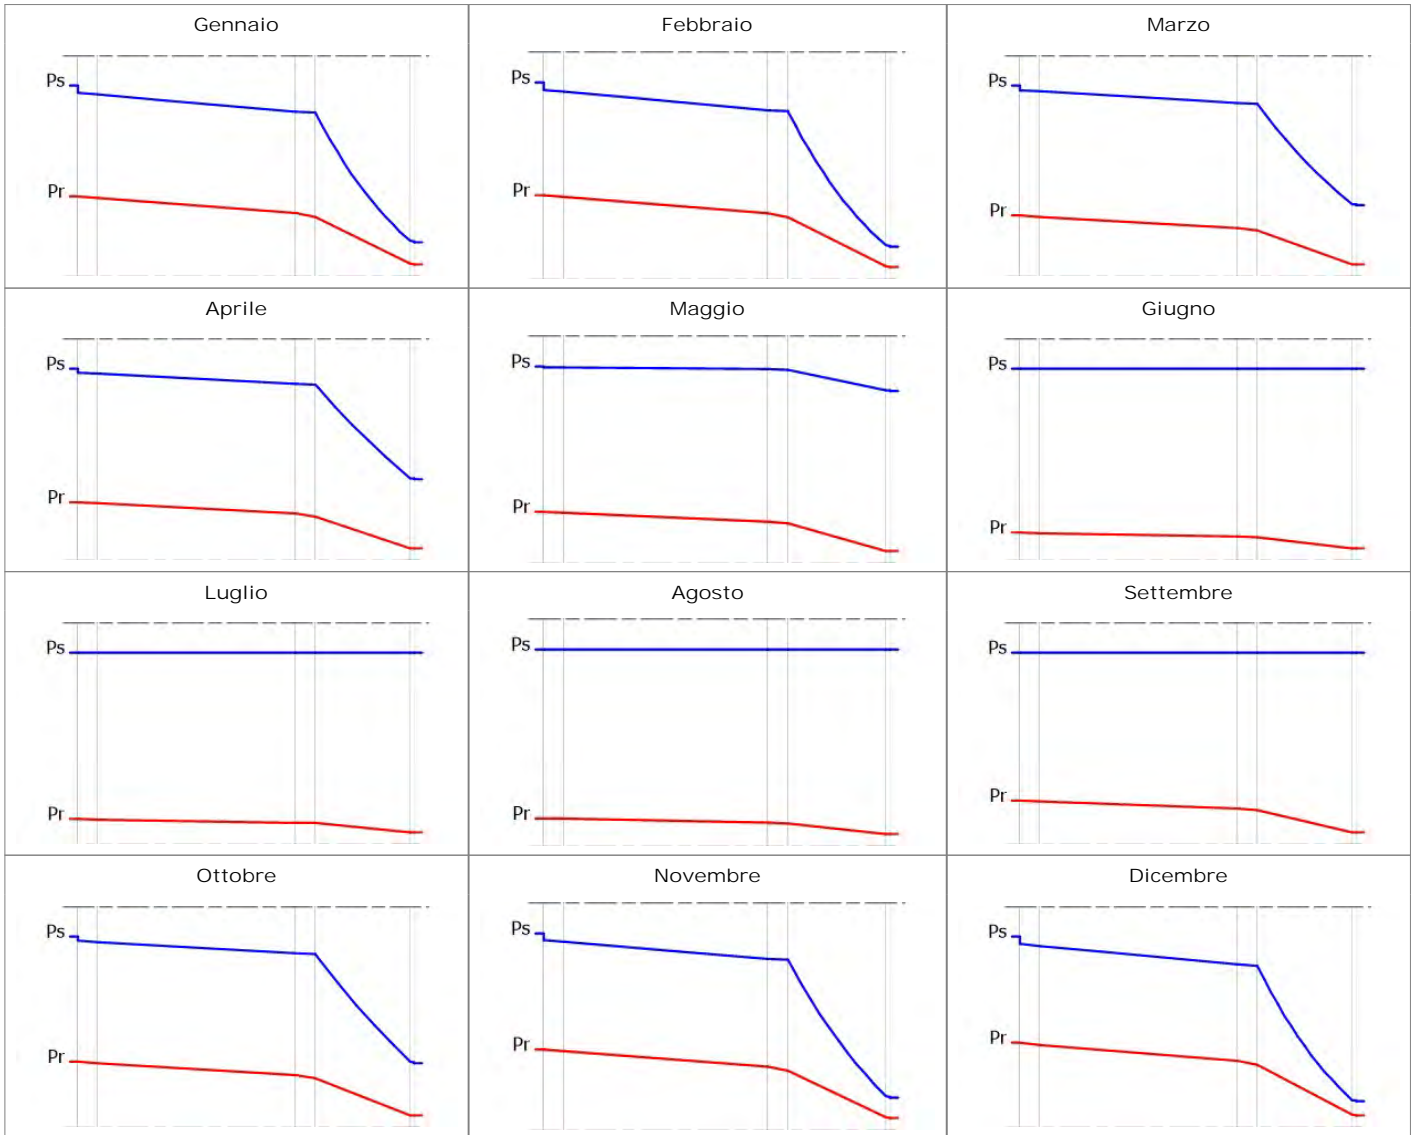 Gennaio
Febbraio
Marzo
Ps
Ps
Ps
Pr
Pr
Pr
Aprile
Maggio
Giugno
Ps
Ps
Ps
Pr
Pr
Pr
Luglio
Agosto
Settembre
Ps
Ps
Ps
Pr
Pr
Pr
Ottobre
Novembre
Dicembre
Ps
Ps
Ps
Pr
Pr
Pr